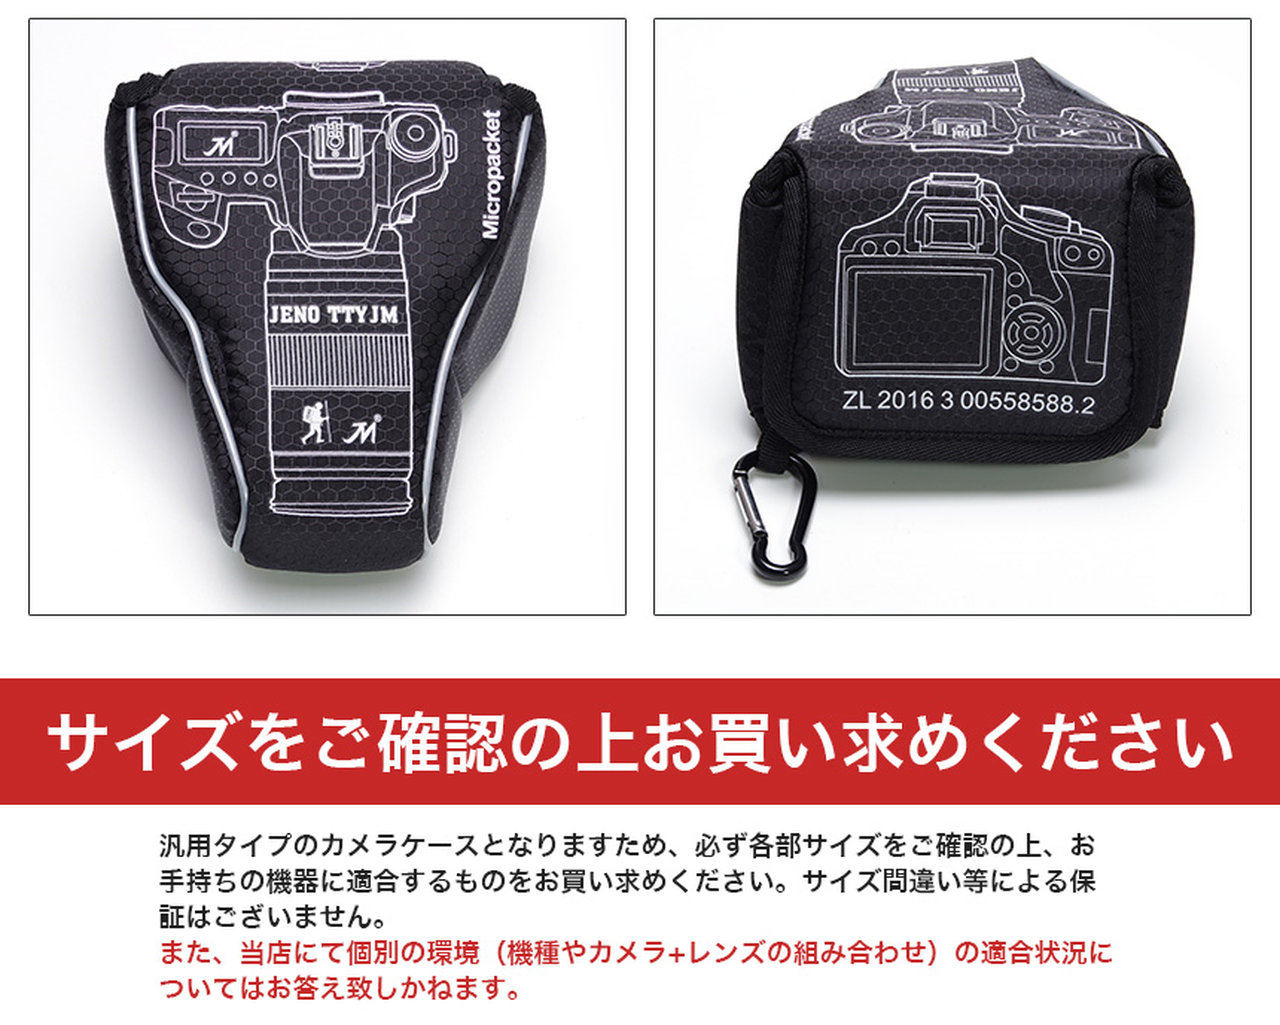 Micropacket
JENO TTYJM
ZL 2016 3 00558588.2
サイズをご確認の上お買い求めください
汎用タイプのカメラケースとなりますため、必ず各部サイズをご確認の上、お
手持ちの機器に適合するものをお買い求めください。サイズ間違い等による保
証はございません。
また、当店にて個別の環境（機種やカメラ+レンズの組み合わせ）の適合状況に
ついてはお答え致しかねます。